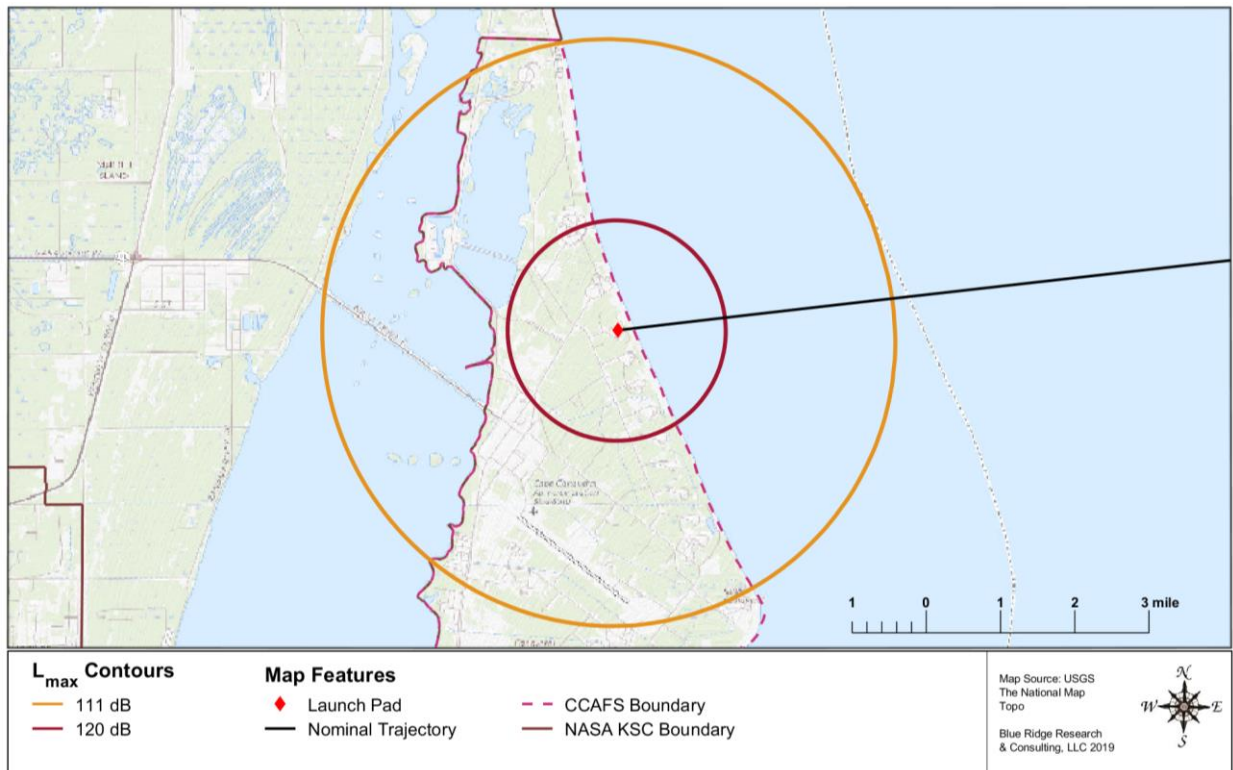 1 0 1 2 3 mile
L_max Contours
111 dB
120 dB
Map Features
Launch Pad
Nominal Trajectory
CCAFS Boundary
NASA KSC Boundary
Map Source: USGS
The National Map
Topo
Blue Ridge Research
& Consulting, LLC 2019
N
W E
S